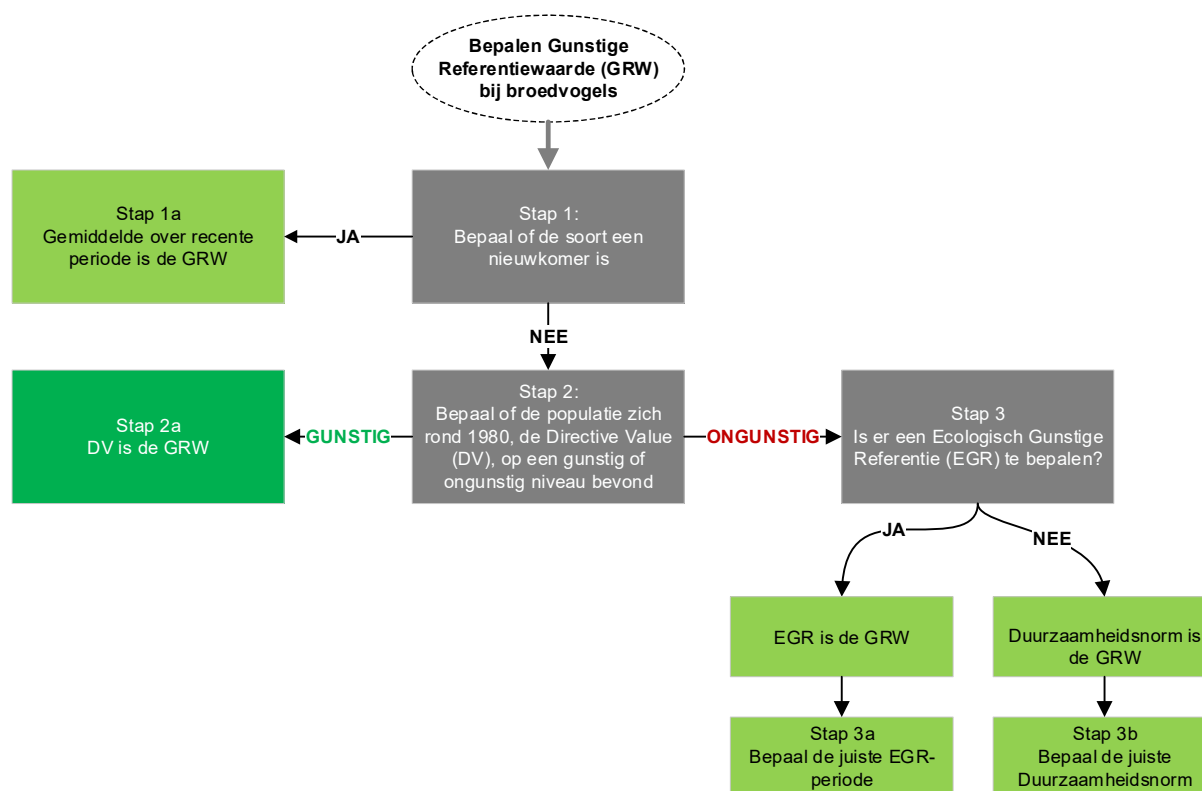 Bepalen Gunstige
Referentiewaarde (GRW)
bij broedvogels
Stap 1a
Gemiddelde over recente
periode is de GRW
JA
Stap 1:
Bepaal of de soort een
nieuwkomer is
NEE
Stap 2a
DV is de GRW
GUNSTIG
Stap 2:
Bepaal of de populatie zich
rond 1980, de Directive Value
(DV), op een gunstig of
ongunstig niveau bevond
ONGUNSTIG
Stap 3
Is er een Ecologisch Gunstige
Referentie (EGR) te bepalen?
JA
NEE
EGR is de GRW
Duurzaamheidsnorm is
de GRW
Stap 3a
Bepaal de juiste EGR-
periode
Stap 3b
Bepaal de juiste
Duurzaamheidsnorm